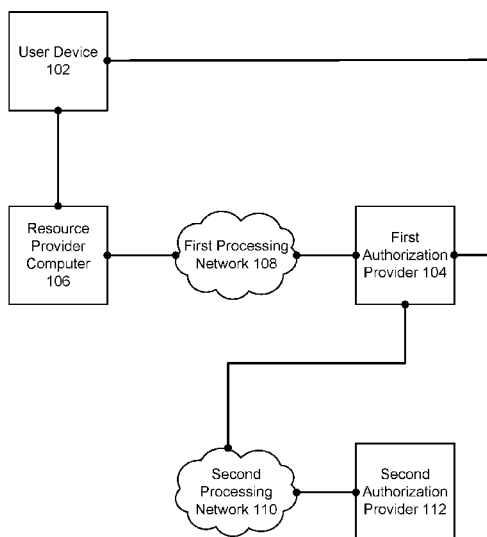 User Device
102
Resource
Provider
Computer
106
First Processing
Network 108
First
Authorization
Provider 104
Second
Processing
Network 110
Second
Authorization
Provider 112